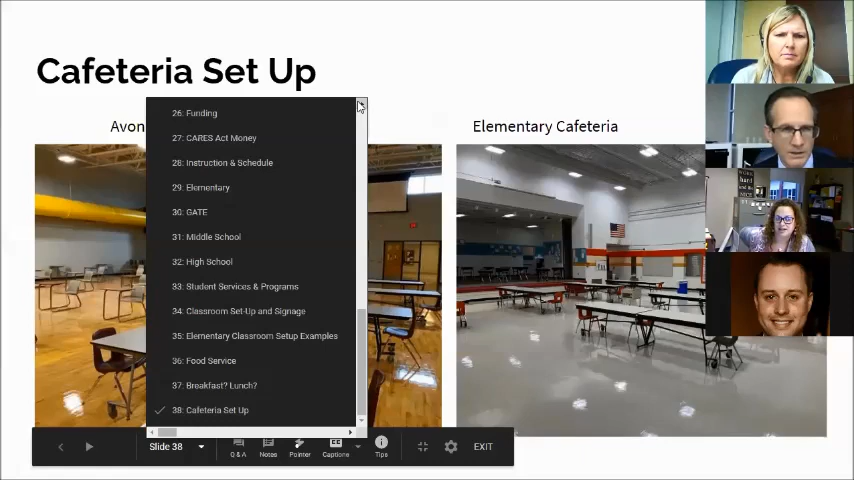 Cafeteria Set Up
Avon
Elementary Cafeteria
26: Funding
27: CARES Act Money
28: Instruction & Schedule
29: Elementary
30: GATE
31: Middle School
32: High School
33: Student Services & Programs
34: Classroom Set-Up and Signage
35: Elementary Classroom Setup Examples
36: Food Service
37: Breakfast? Lunch?
38: Cafeteria Set Up
Slide 38
Q & A
Notes
Pointer
Captions
Tips
EXIT